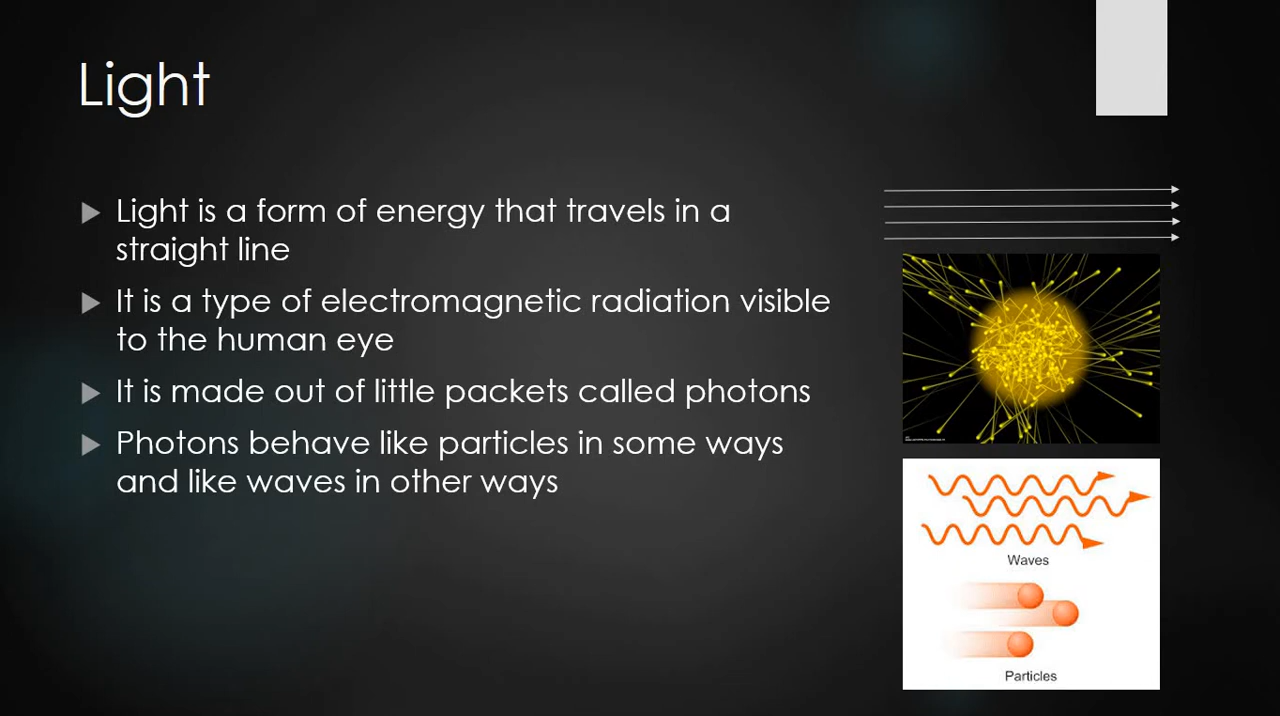 Light
Light is a form of energy that travels in a
straight line
It is a type of electromagnetic radiation visible
to the human eye
It is made out of little packets called photons
Photons behave like particles in some ways
and like waves in other ways
Waves
Particles